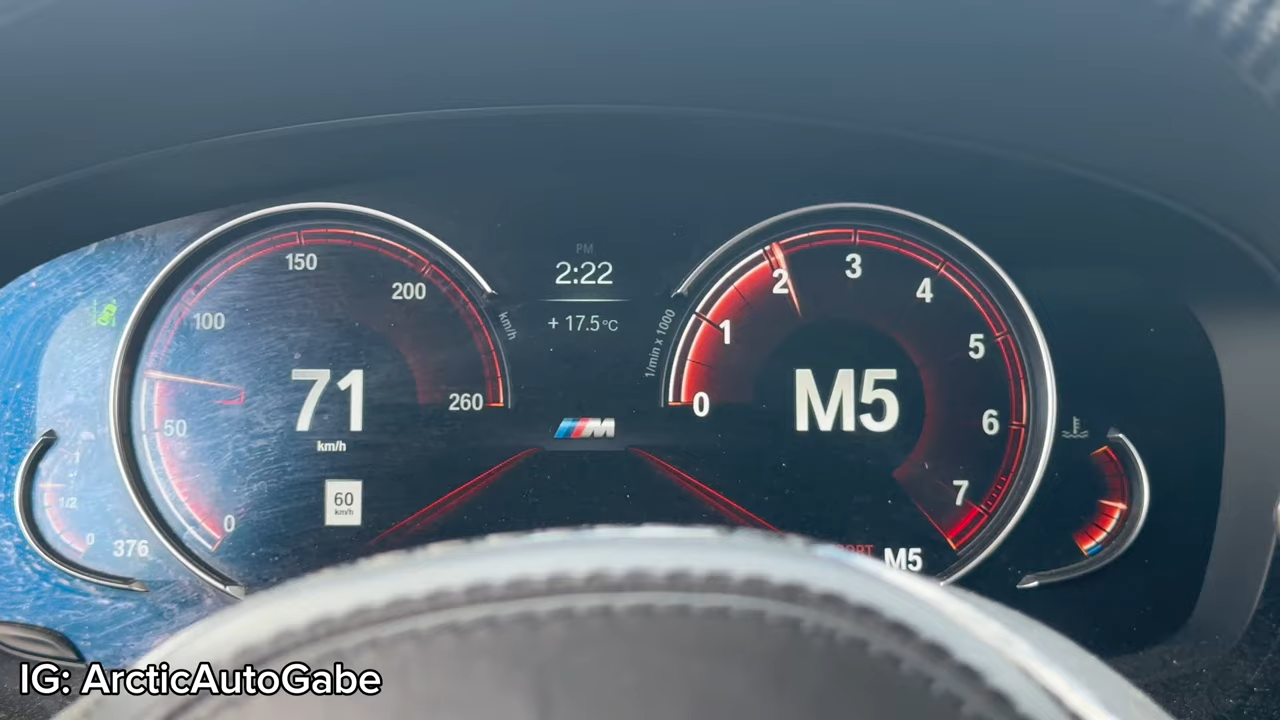 150
200
100
50
0
260
km/h
71
km/h
60
km/h
1/2
0
376
PM
2:22
+ 17.5°C
M
1/min x 1000
0
1
2
3
4
5
6
7
M5
M5
IG: ArcticAutoGabe